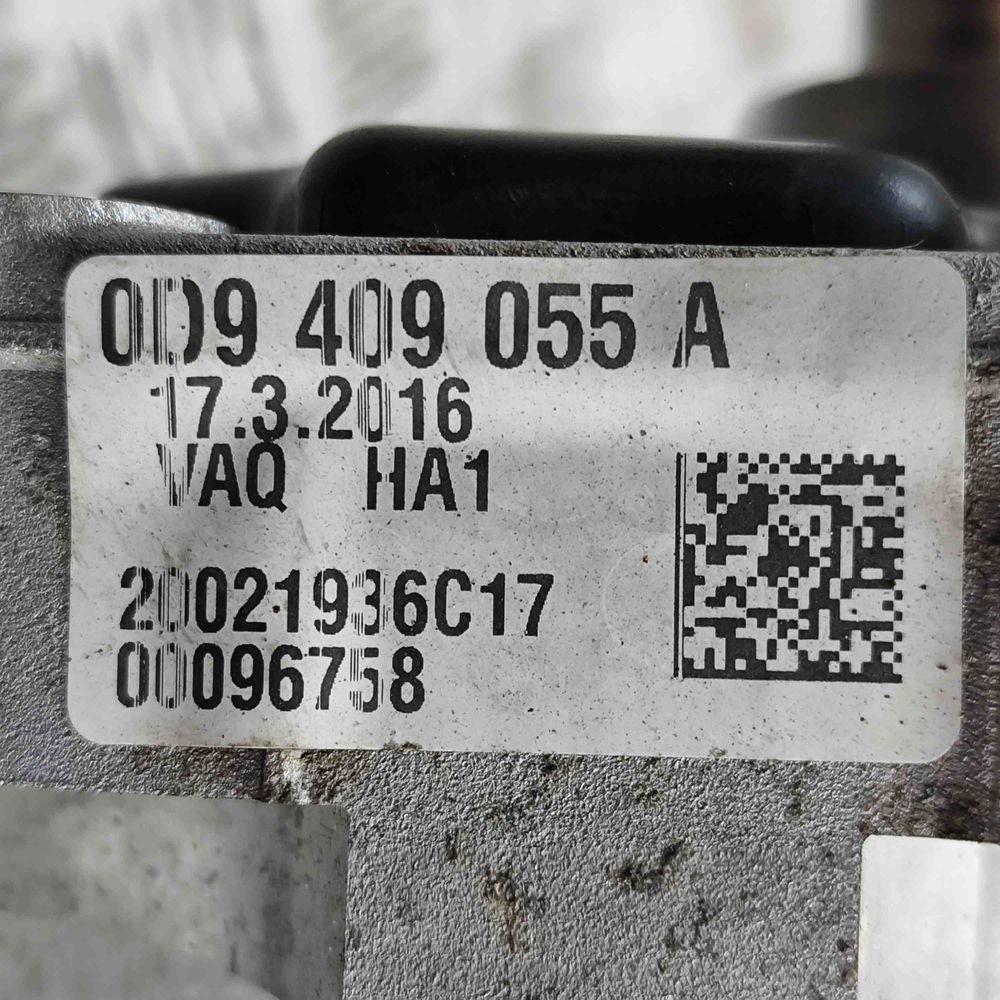 0D9 409 055 A
17.3.2016
VAQ HA1
20021936C17
00096758